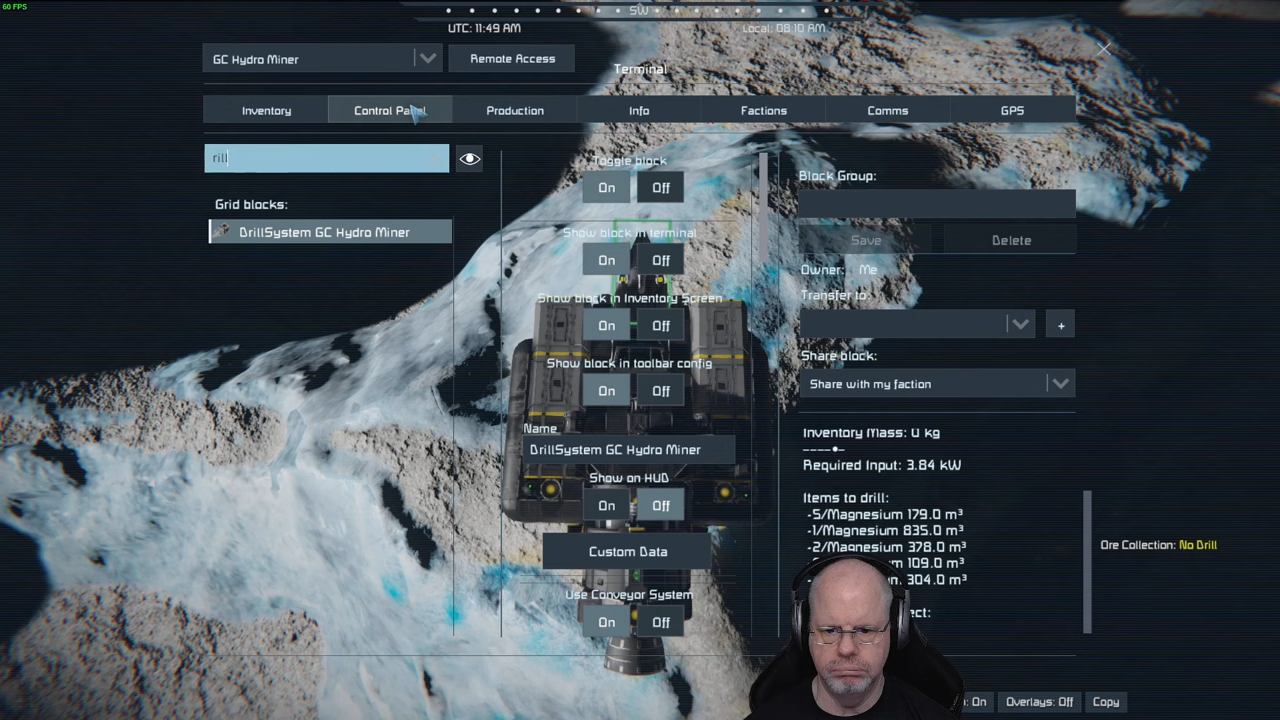 60 FPS
SW
UTC: 11:49 AM
Local: 08:10 AM
GC Hydro Miner
Remote Access
Terminal
Inventory
Control Panel
Production
Info
Factions
Comms
GPS
rill
Grid blocks:
DrillSystem GC Hydro Miner
Toggle block
On Off
Show block in terminal
On Off
Show block in Inventory Screen
On Off
Show block in toolbar config
On Off
Name
DrillSystem GC Hydro Miner
Show on HUD
On Off
Custom Data
Use Conveyor System
On Off
Block Group:
Save
Delete
Owner: Me
Transfer to:
+
Share block:
Share with my faction
Inventory Mass: 0 kg
Required Input: 3.84 kW
Items to drill:
-5/Magnesium 179.0 m³
-1/Magnesium 835.0 m³
-2/Magnesium 378.0 m³
109.0 m³
304.0 m³
Ore Collection: No Drill
: On
Overlays: Off
Copy